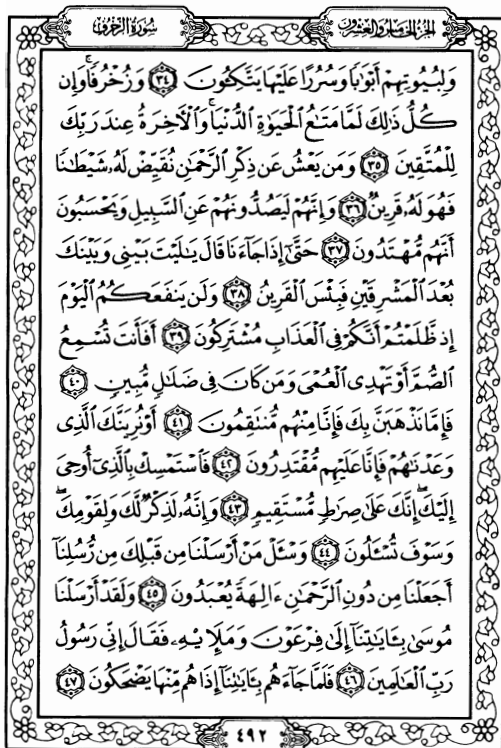 الجزء الخامس والعشرون
سورة الزخرف
وَلِبُيُوتِهِمْ أَبْوَٰبًا وَسُرُرًا عَلَيْهَا يَتَّكِـُٔونَ ٣٤ وَزُخْرُفًا ۚ وَإِن
كُلُّ ذَٰلِكَ لَمَّا مَتَـٰعُ ٱلْحَيَوٰةِ ٱلدُّنْيَا ۚ وَٱلْـَٔاخِرَةُ عِندَ رَبِّكَ
لِلْمُتَّقِينَ ٣٥ وَمَن يَعْشُ عَن ذِكْرِ ٱلرَّحْمَـٰنِ نُقَيِّضْ لَهُۥ شَيْطَـٰنًا
فَهُوَ لَهُۥ قَرِينٌ ٣٦ وَإِنَّهُمْ لَيَصُدُّونَهُمْ عَنِ ٱلسَّبِيلِ وَيَحْسَبُونَ
أَنَّهُم مُّهْتَدُونَ ٣٧ حَتَّىٰٓ إِذَا جَآءَنَا قَالَ يَـٰلَيْتَ بَيْنِى وَبَيْنَكَ
بُعْدَ ٱلْمَشْرِقَيْنِ فَبِئْسَ ٱلْقَرِينُ ٣٨ وَلَن يَنفَعَكُمُ ٱلْيَوْمَ
إِذ ظَّلَمْتُمْ أَنَّكُمْ فِى ٱلْعَذَابِ مُشْتَرِكُونَ ٣٩ أَفَأَنتَ تُسْمِعُ
ٱلصُّمَّ أَوْ تَهْدِى ٱلْعُمْىَ وَمَن كَانَ فِى ضَلَـٰلٍ مُّبِينٍ ٤٠
فَإِمَّا نَذْهَبَنَّ بِكَ فَإِنَّا مِنْهُم مُّنتَقِمُونَ ٤١ أَوْ نُرِيَنَّكَ ٱلَّذِى
وَعَدْنَـٰهُمْ فَإِنَّا عَلَيْهِم مُّقْتَدِرُونَ ٤٢ فَٱسْتَمْسِكْ بِٱلَّذِىٓ أُوحِىَ
إِلَيْكَ ۖ إِنَّكَ عَلَىٰ صِرَٰطٍ مُّسْتَقِيمٍ ٤٣ وَإِنَّهُۥ لَذِكْرٌ لَّكَ وَلِقَوْمِكَ ۖ
وَسَوْفَ تُسْـَٔلُونَ ٤٤ وَسْـَٔلْ مَنْ أَرْسَلْنَا مِن قَبْلِكَ مِن رُّسُلِنَآ
أَجَعَلْنَا مِن دُونِ ٱلرَّحْمَـٰنِ ءَالِهَةً يُعْبَدُونَ ٤٥ وَلَقَدْ أَرْسَلْنَا
مُوسَىٰ بِـَٔايَـٰتِنَآ إِلَىٰ فِرْعَوْنَ وَمَلَإِي۟هِۦ فَقَالَ إِنِّى رَسُولُ
رَبِّ ٱلْعَـٰلَمِينَ ٤٦ فَلَمَّا جَآءَهُم بِـَٔايَـٰتِنَآ إِذَا هُم مِّنْهَا يَضْحَكُونَ ٤٧
٤٩٢